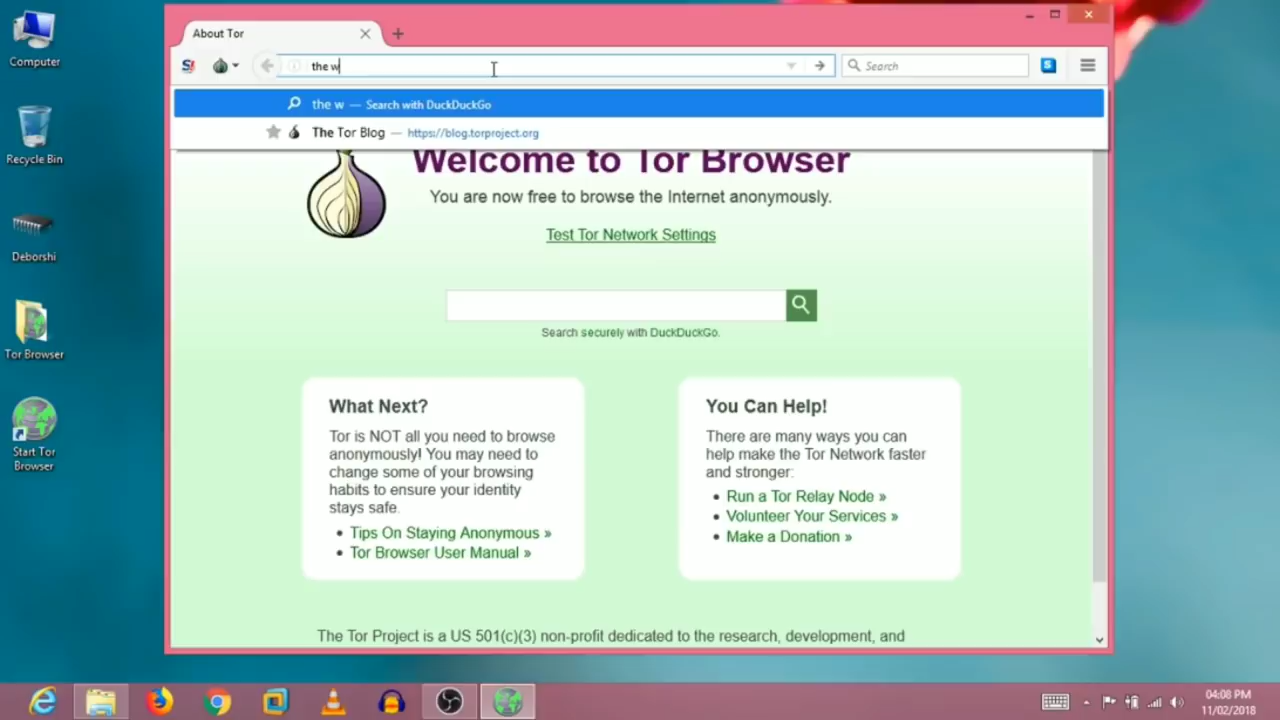 Computer
Recycle Bin
Deborshi
Tor Browser
Start Tor
Browser
About Tor
S!
the w
Search
S
the w — Search with DuckDuckGo
The Tor Blog — https://blog.torproject.org
Welcome to Tor Browser
You are now free to browse the Internet anonymously.
Test Tor Network Settings
Search securely with DuckDuckGo.
What Next?
Tor is NOT all you need to browse
anonymously! You may need to
change some of your browsing
habits to ensure your identity
stays safe.
• Tips On Staying Anonymous »
• Tor Browser User Manual »
You Can Help!
There are many ways you can
help make the Tor Network faster
and stronger:
• Run a Tor Relay Node »
• Volunteer Your Services »
• Make a Donation »
The Tor Project is a US 501(c)(3) non-profit dedicated to the research, development, and
04:08 PM
11/02/2018